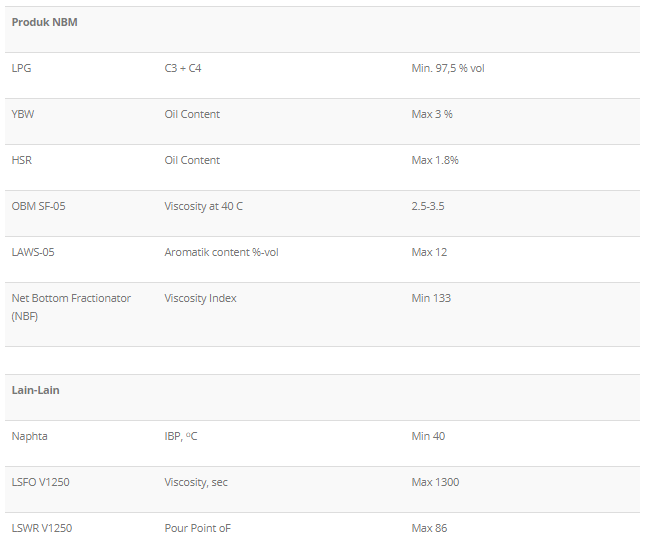 Produk NBM
LPG C3 + C4 Min. 97,5 % vol
YBW Oil Content Max 3 %
HSR Oil Content Max 1.8%
OBM SF-05 Viscosity at 40 C 2.5-3.5
LAWS-05 Aromatik content %-vol Max 12
Net Bottom Fractionator Viscosity Index Min 133
(NBF)
Lain-Lain
Naphta IBP, ºC Min 40
LSFO V1250 Viscosity, sec Max 1300
LSWR V1250 Pour Point oF Max 86